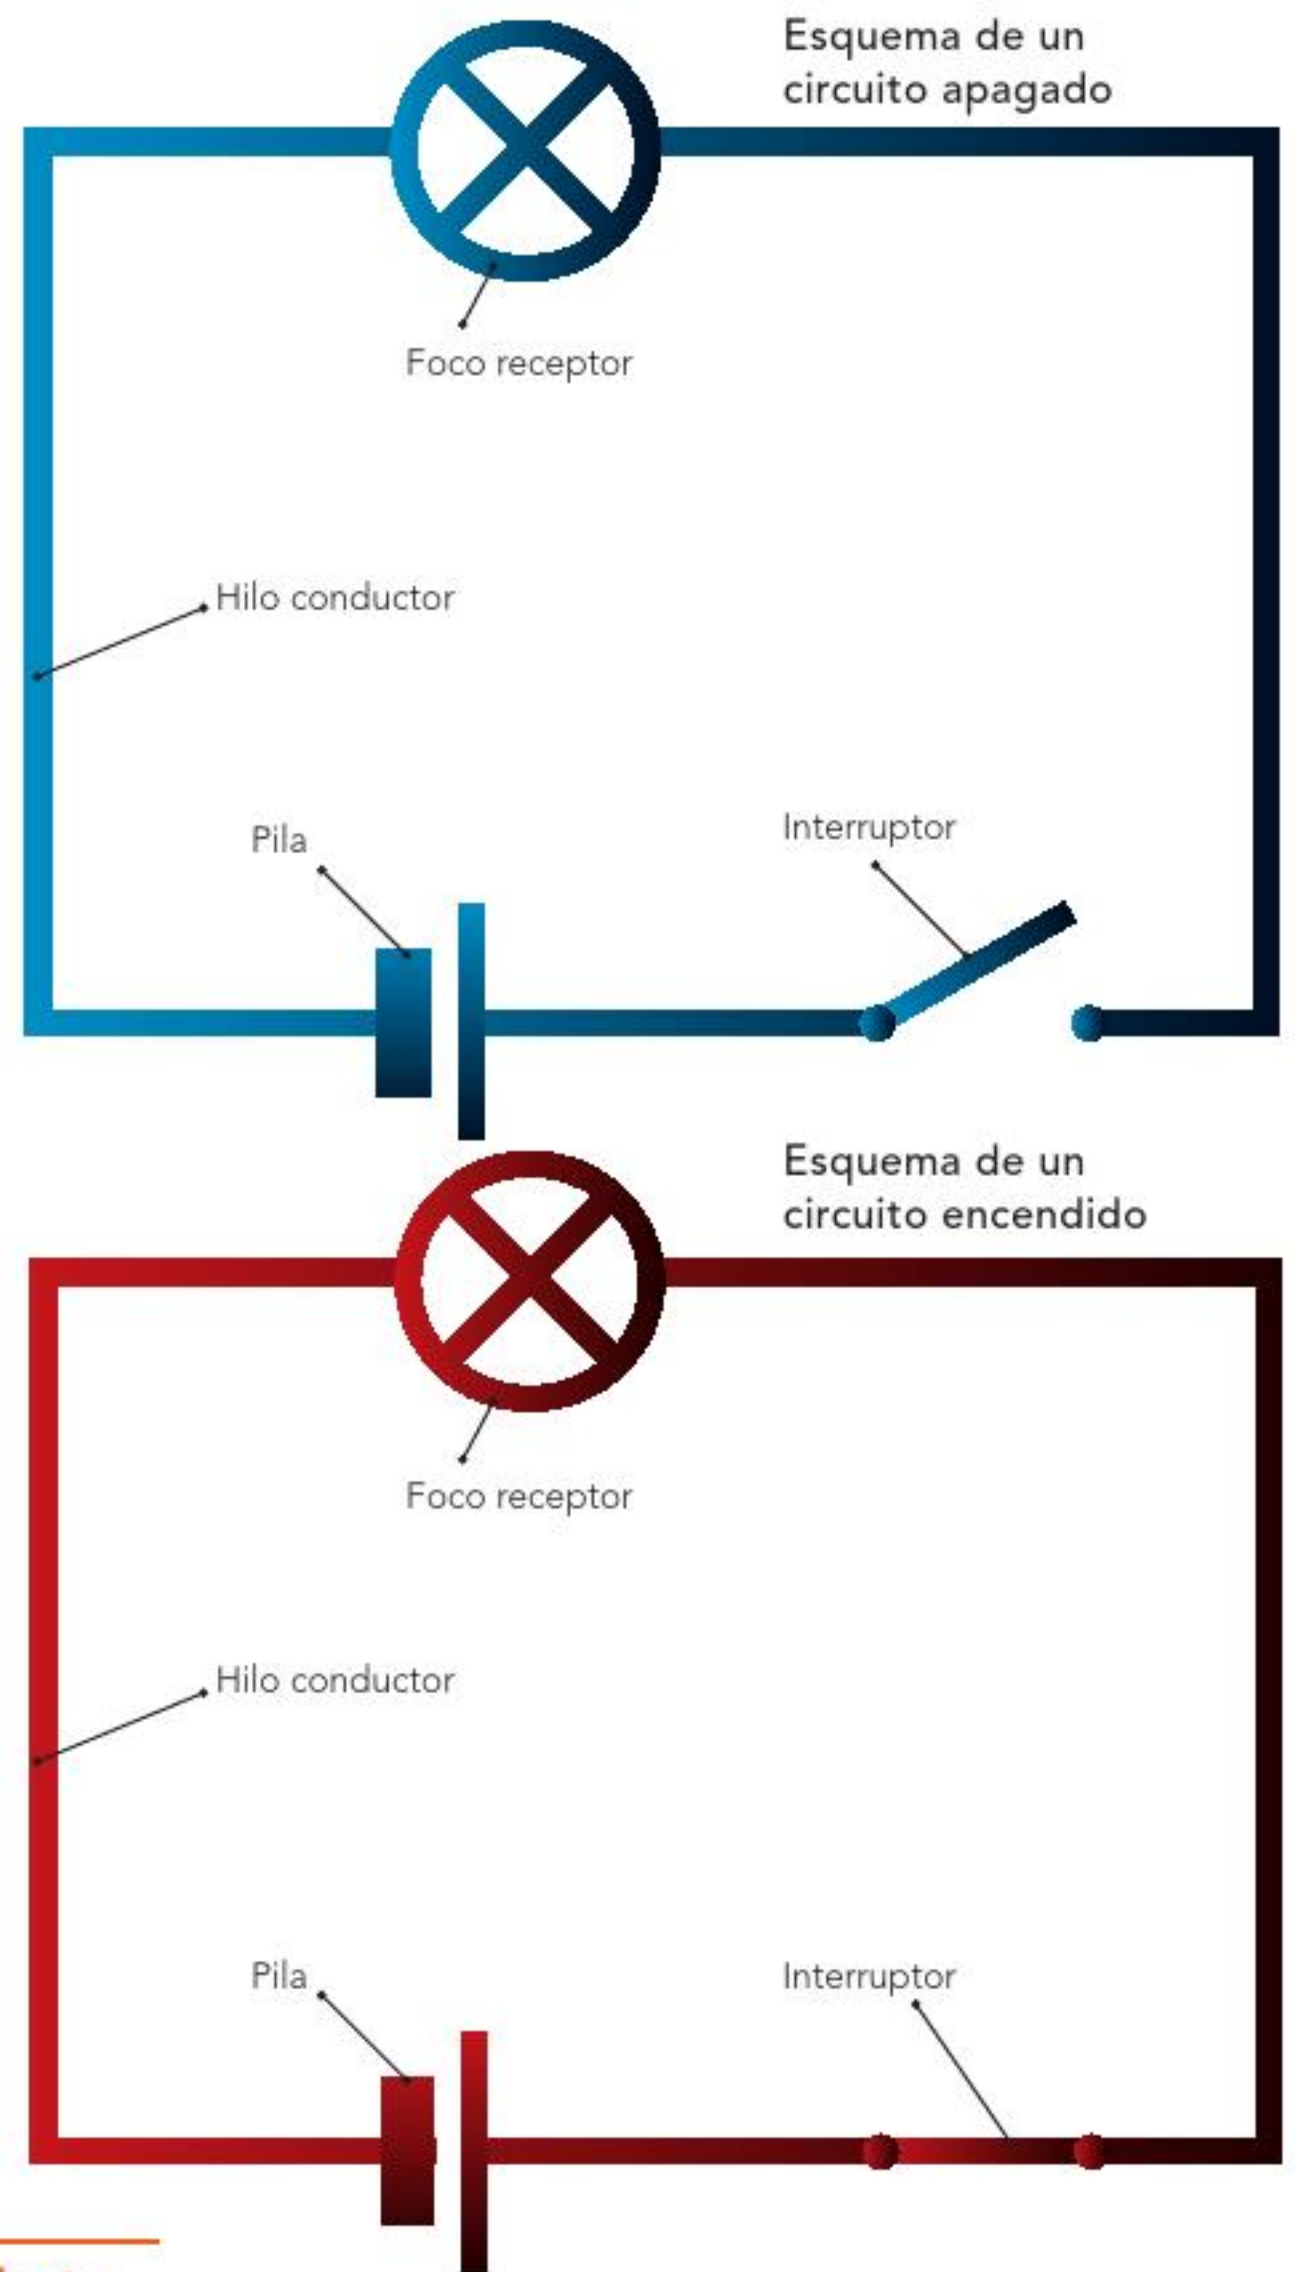 Esquema de un
circuito apagado
Foco receptor
Hilo conductor
Pila
Interruptor
Esquema de un
circuito encendido
Foco receptor
Hilo conductor
Pila
Interruptor